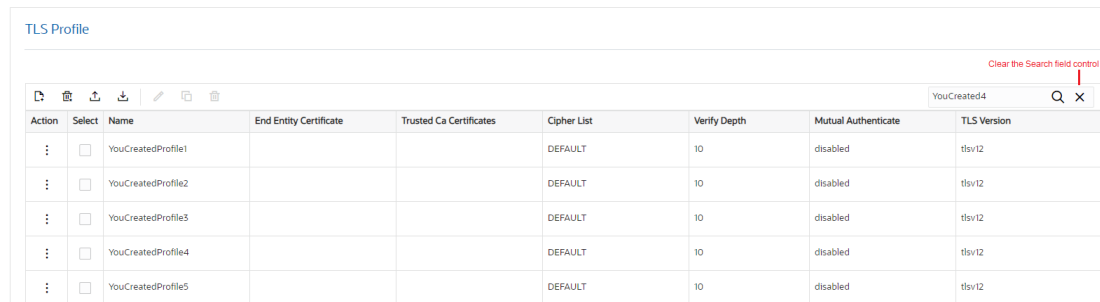 TLS Profile
Clear the Search field control
YouCreated4
Action Select Name End Entity Certificate Trusted Ca Certificates Cipher List Verify Depth Mutual Authenticate TLS Version
YouCreatedProfile1 DEFAULT 10 disabled tlsv12
YouCreatedProfile2 DEFAULT 10 disabled tlsv12
YouCreatedProfile3 DEFAULT 10 disabled tlsv12
YouCreatedProfile4 DEFAULT 10 disabled tlsv12
YouCreatedProfile5 DEFAULT 10 disabled tlsv12